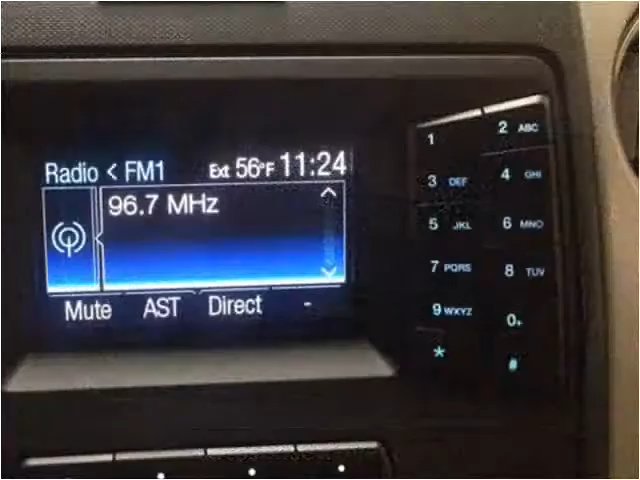 Radio < FM1 Ext 56°F 11:24
96.7 MHz
Mute AST Direct -
1 2 ABC
3 DEF 4 GHI
5 JKL 6 MNO
7 PQRS 8 TUV
9 WXYZ 0+
* #